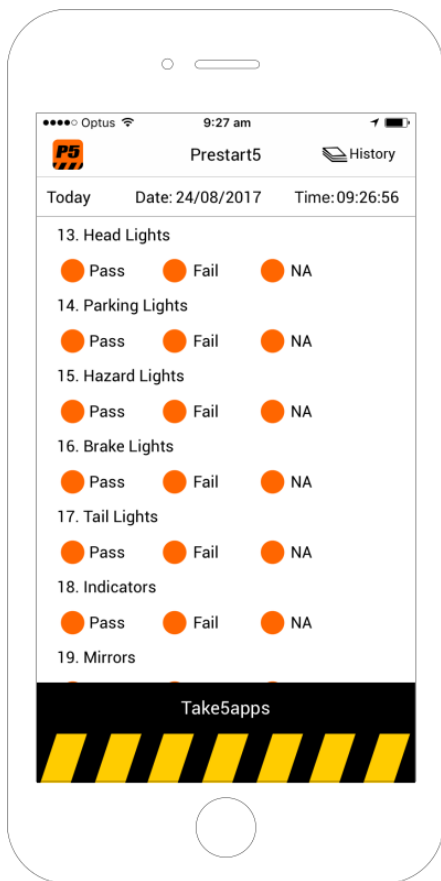 Optus 9:27 am
P5 Prestart5 History
Today Date: 24/08/2017 Time: 09:26:56
13. Head Lights
Pass Fail NA
14. Parking Lights
Pass Fail NA
15. Hazard Lights
Pass Fail NA
16. Brake Lights
Pass Fail NA
17. Tail Lights
Pass Fail NA
18. Indicators
Pass Fail NA
19. Mirrors
Take5apps